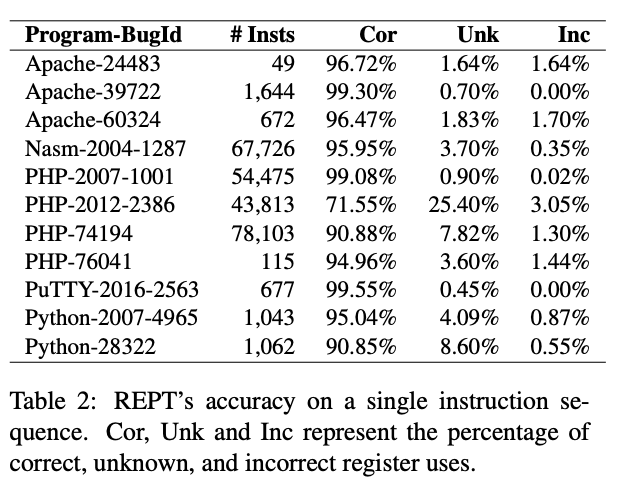 Program-BugId # Insts Cor Unk Inc
Apache-24483 49 96.72% 1.64% 1.64%
Apache-39722 1,644 99.30% 0.70% 0.00%
Apache-60324 672 96.47% 1.83% 1.70%
Nasm-2004-1287 67,726 95.95% 3.70% 0.35%
PHP-2007-1001 54,475 99.08% 0.90% 0.02%
PHP-2012-2386 43,813 71.55% 25.40% 3.05%
PHP-74194 78,103 90.88% 7.82% 1.30%
PHP-76041 115 94.96% 3.60% 1.44%
PuTTY-2016-2563 677 99.55% 0.45% 0.00%
Python-2007-4965 1,043 95.04% 4.09% 0.87%
Python-28322 1,062 90.85% 8.60% 0.55%
Table 2: REPT's accuracy on a single instruction se-
quence. Cor, Unk and Inc represent the percentage of
correct, unknown, and incorrect register uses.